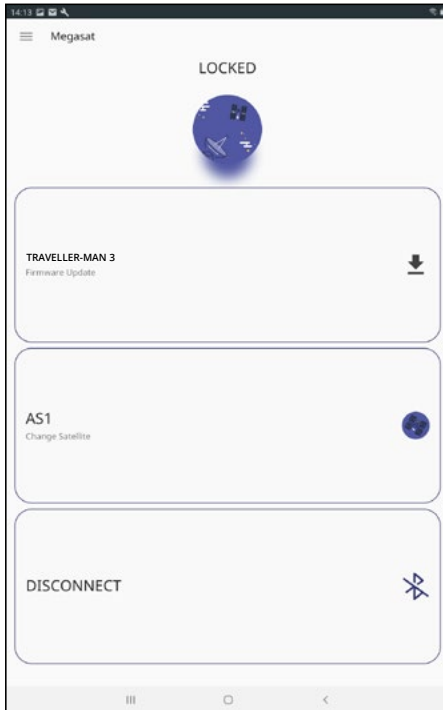 14:13
Megasat
LOCKED
TRAVELLER-MAN 3
Firmware Update
AS1
Change Satellite
DISCONNECT